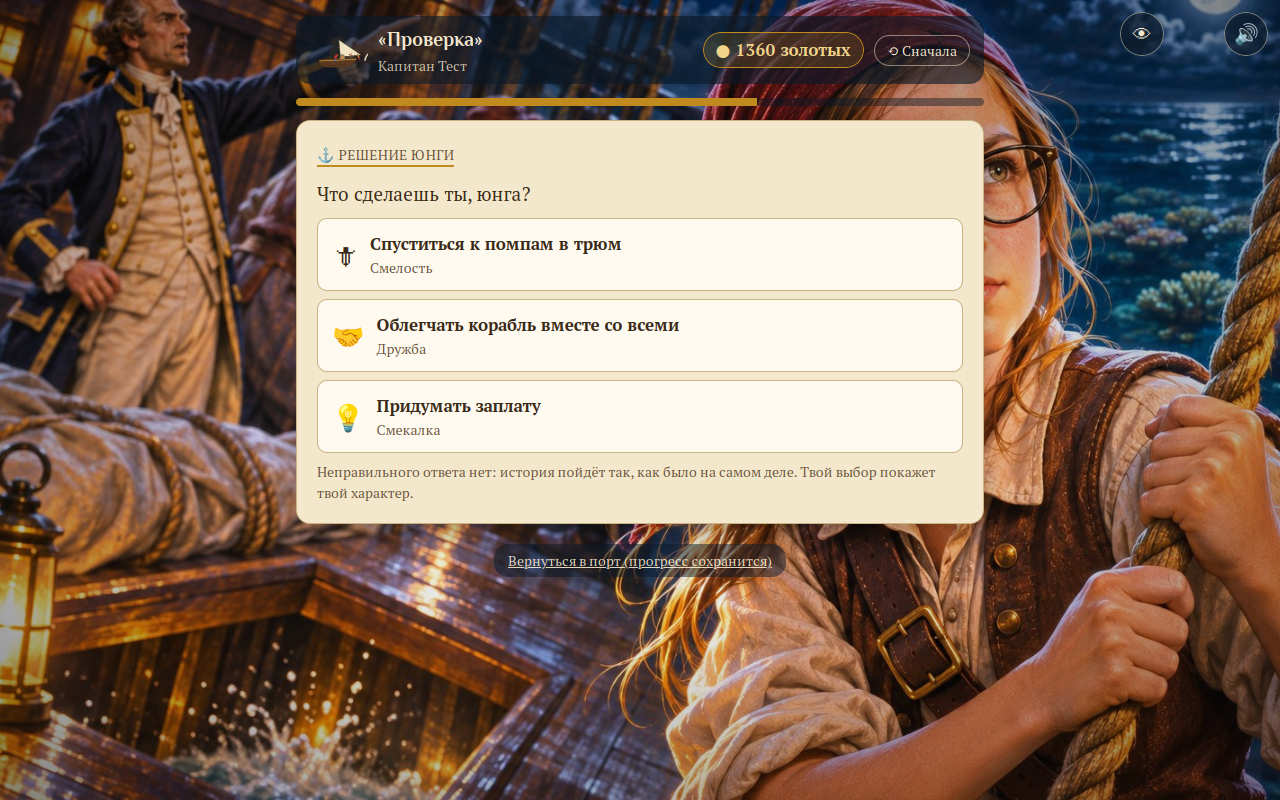 «Проверка»
Капитан Тест
1360 золотых
⟲ Сначала
⚓ РЕШЕНИЕ ЮНГИ
Что сделаешь ты, юнга?
Спуститься к помпам в трюм
Смелость
Облегчать корабль вместе со всеми
Дружба
Придумать заплату
Смекалка
Неправильного ответа нет: история пойдёт так, как было на самом деле. Твой выбор покажет
твой характер.
Вернуться в порт (прогресс сохранится)